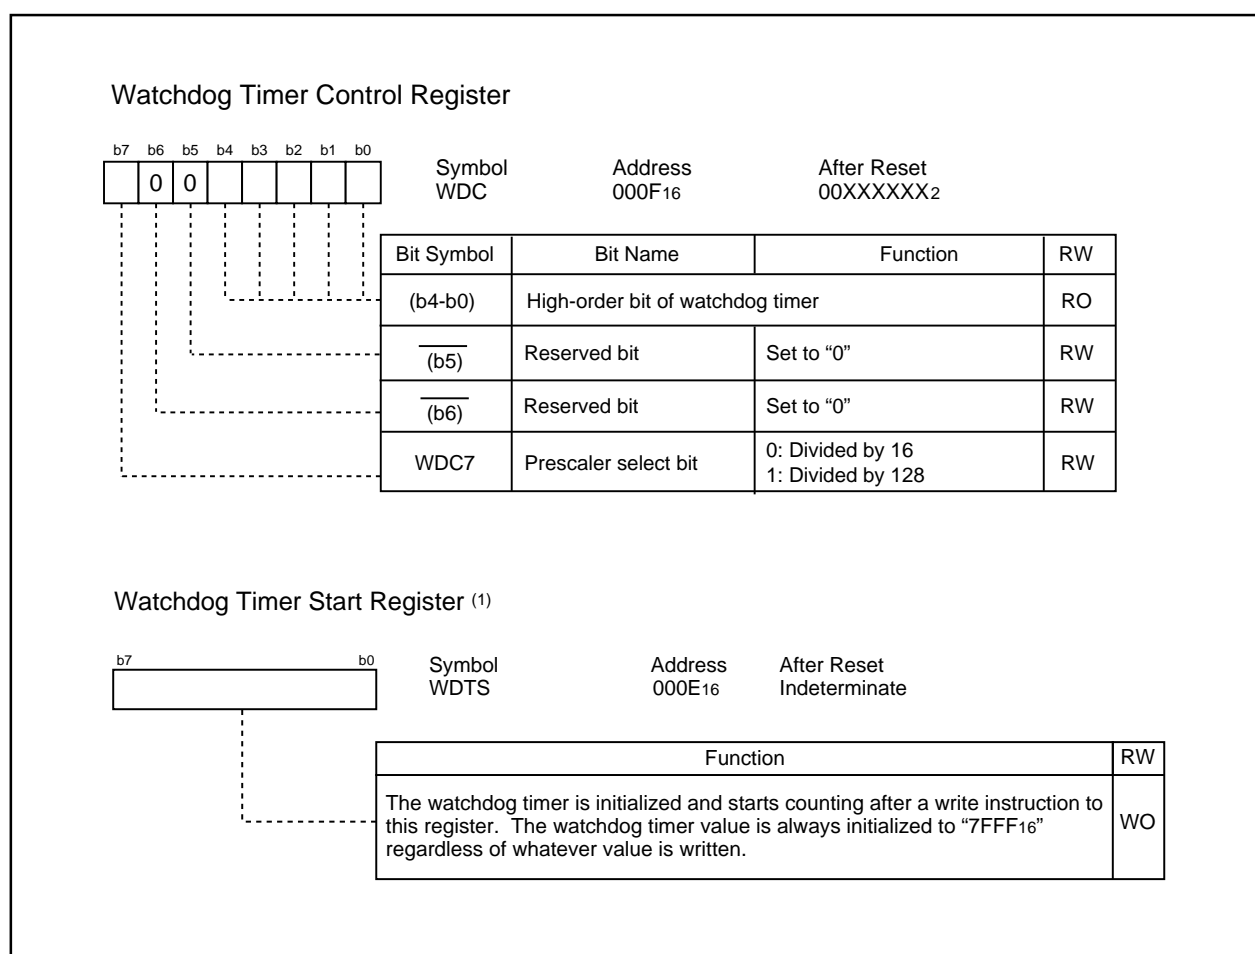 Watchdog Timer Control Register
b7 b6 b5 b4 b3 b2 b1 b0
0 0
Symbol Address After Reset
WDC 000F16 00XXXXXX2
Bit Symbol Bit Name Function RW
(b4-b0) High-order bit of watchdog timer RO
(b5) Reserved bit Set to “0” RW
(b6) Reserved bit Set to “0” RW
WDC7 Prescaler select bit 0: Divided by 16 RW
1: Divided by 128
Watchdog Timer Start Register (1)
b7 b0
Symbol Address After Reset
WDTS 000E16 Indeterminate
Function RW
The watchdog timer is initialized and starts counting after a write instruction to
this register. The watchdog timer value is always initialized to “7FFF16” WO
regardless of whatever value is written.